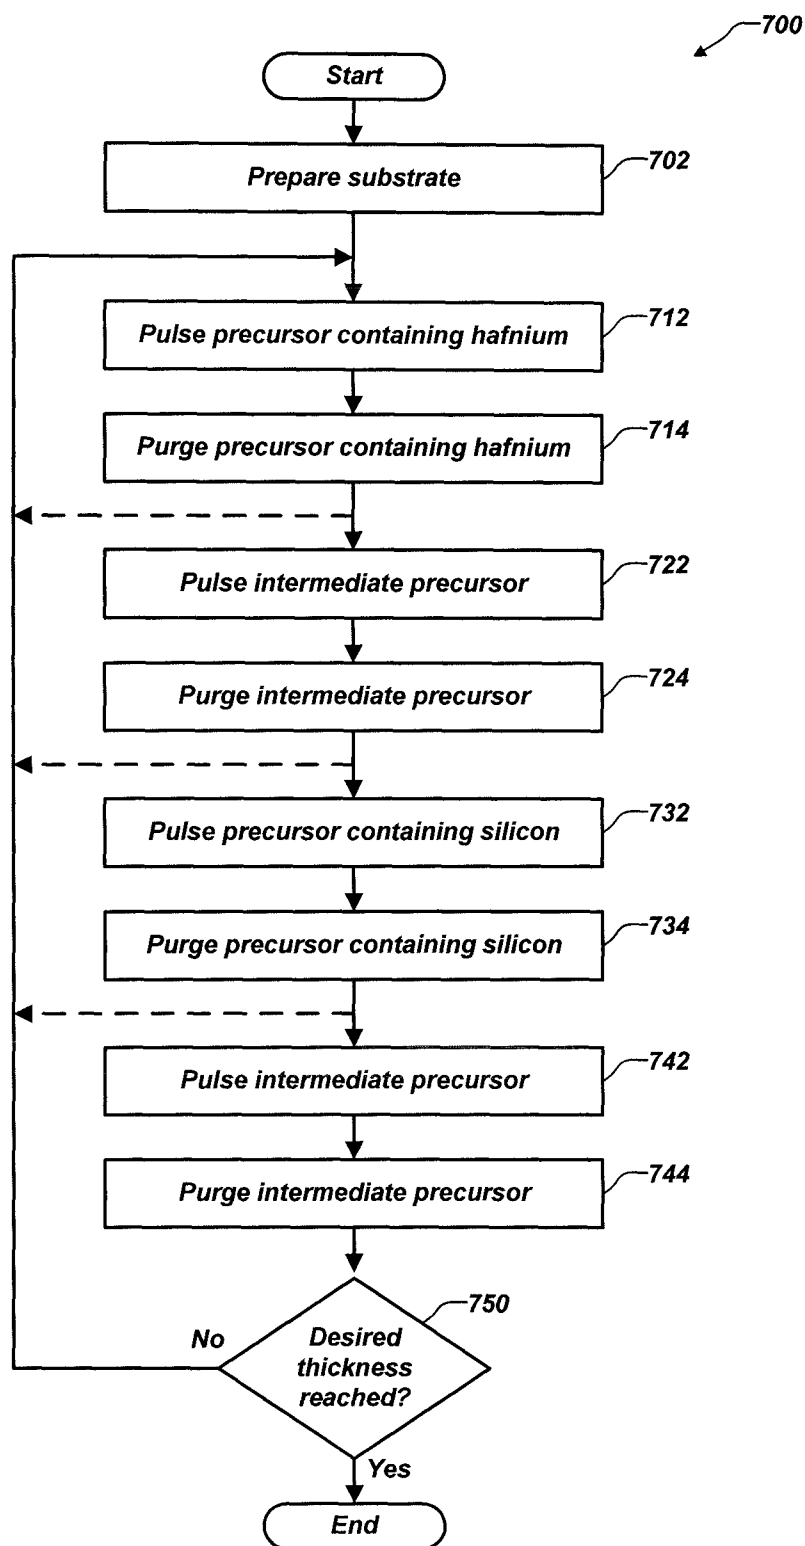 700
Start
Prepare substrate
702
Pulse precursor containing hafnium
712
Purge precursor containing hafnium
714
Pulse intermediate precursor
722
Purge intermediate precursor
724
Pulse precursor containing silicon
732
Purge precursor containing silicon
734
Pulse intermediate precursor
742
Purge intermediate precursor
744
750
No
Desired
thickness
reached?
Yes
End